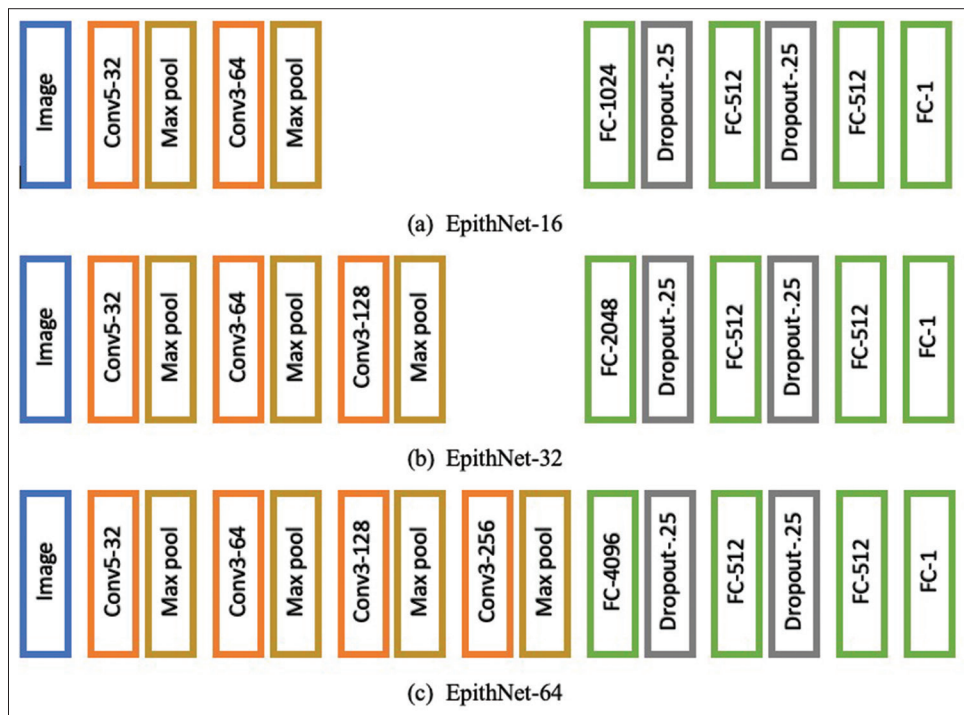 Image Conv5-32 Max pool Conv3-64 Max pool FC-1024 Dropout-.25 FC-512 Dropout-.25 FC-512 FC-1
(a) EpithNet-16
Image Conv5-32 Max pool Conv3-64 Max pool Conv3-128 Max pool FC-2048 Dropout-.25 FC-512 Dropout-.25 FC-512 FC-1
(b) EpithNet-32
Image Conv5-32 Max pool Conv3-64 Max pool Conv3-128 Max pool Conv3-256 Max pool FC-4096 Dropout-.25 FC-512 Dropout-.25 FC-512 FC-1
(c) EpithNet-64